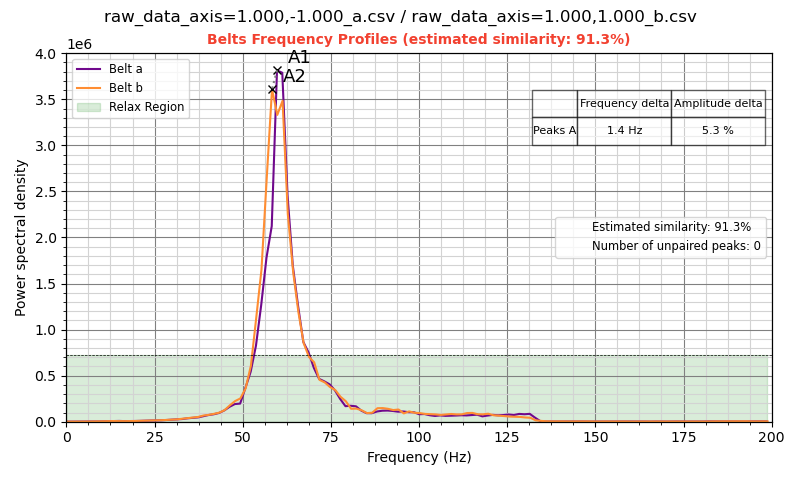 raw_data_axis=1.000,-1.000_a.csv / raw_data_axis=1.000,1.000_b.csv
Belts Frequency Profiles (estimated similarity: 91.3%)
1e6
Belt a
Belt b
Relax Region
A1
A2
Frequency delta Amplitude delta
Peaks A 1.4 Hz 5.3 %
Estimated similarity: 91.3%
Number of unpaired peaks: 0
Power spectral density
4.0
3.5
3.0
2.5
2.0
1.5
1.0
0.5
0.0
0 25 50 75 100 125 150 175 200
Frequency (Hz)